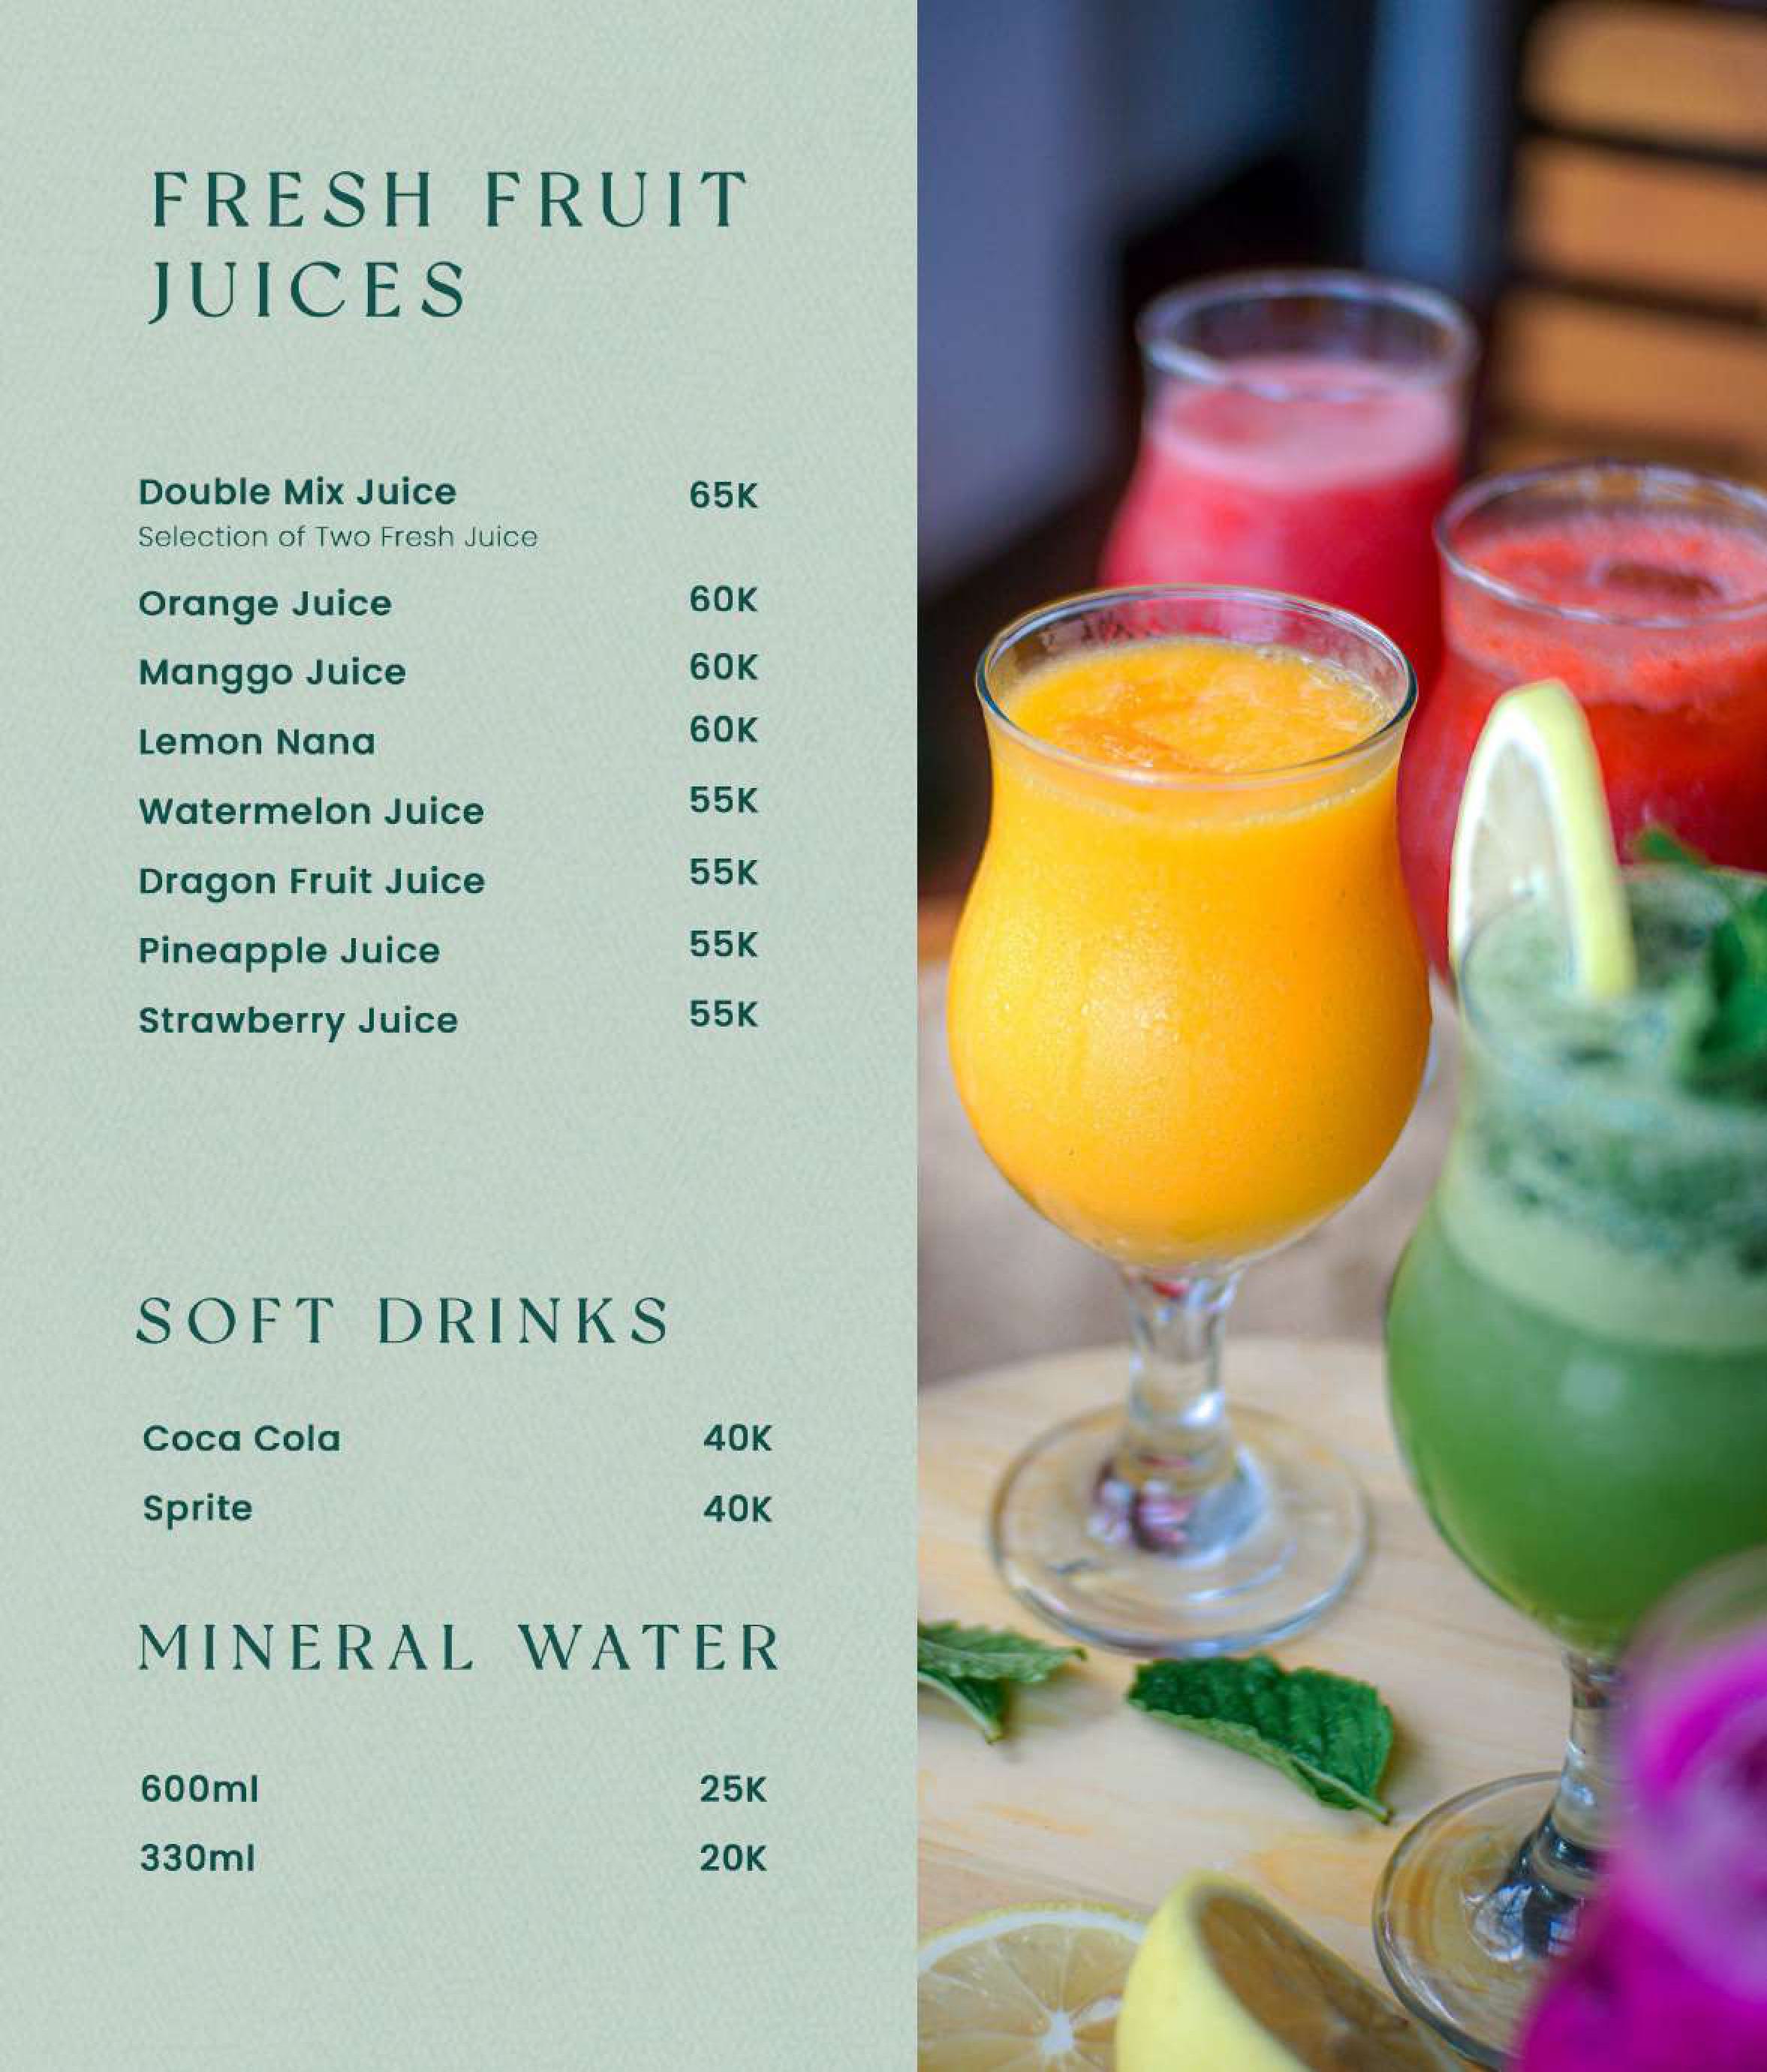 FRESH FRUIT
JUICES
Double Mix Juice 65K
Selection of Two Fresh Juice
Orange Juice 60K
Manggo Juice 60K
Lemon Nana 60K
Watermelon Juice 55K
Dragon Fruit Juice 55K
Pineapple Juice 55K
Strawberry Juice 55K
SOFT DRINKS
Coca Cola 40K
Sprite 40K
MINERAL WATER
600ml 25K
330ml 20K